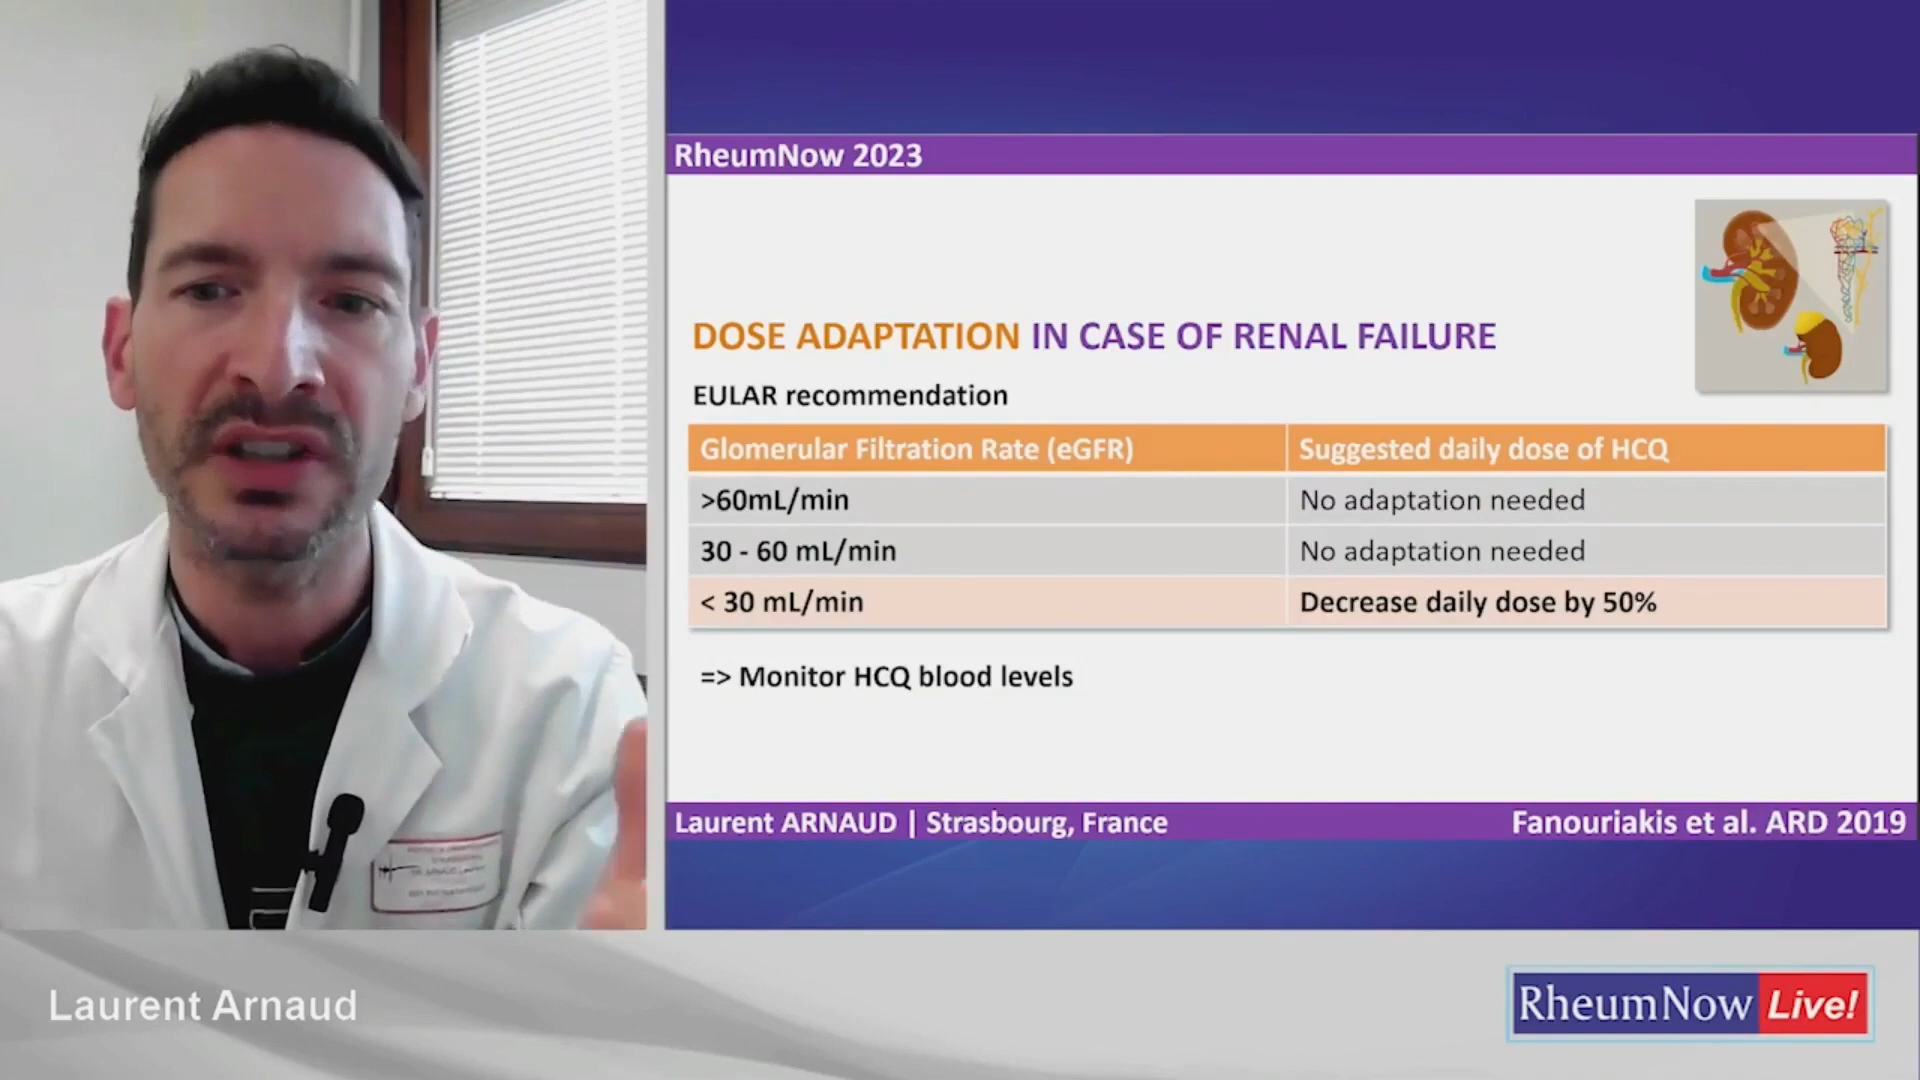 RheumNow 2023
DOSE ADAPTATION IN CASE OF RENAL FAILURE
EULAR recommendation
Glomerular Filtration Rate (eGFR) Suggested daily dose of HCQ
>60mL/min No adaptation needed
30 - 60 mL/min No adaptation needed
< 30 mL/min Decrease daily dose by 50%
=> Monitor HCQ blood levels
Laurent ARNAUD | Strasbourg, France Fanouriakis et al. ARD 2019
Laurent Arnaud
RheumNow Live!